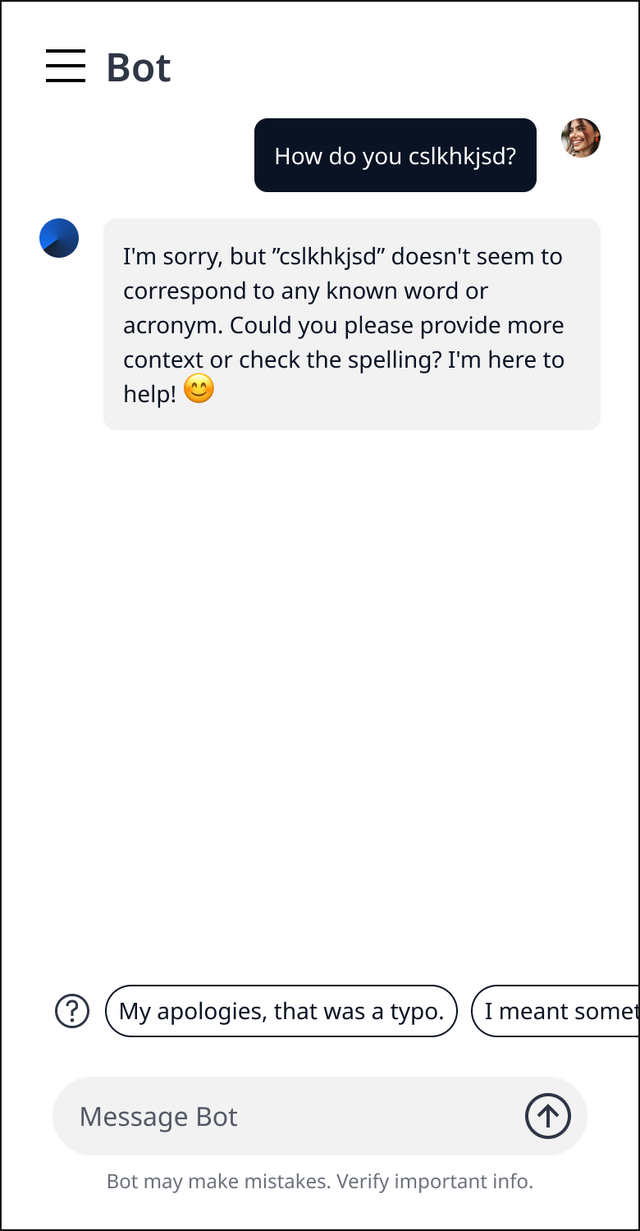 Bot
How do you cslkhkjsd?
I'm sorry, but ”cslkhkjsd” doesn't seem to
correspond to any known word or
acronym. Could you please provide more
context or check the spelling? I'm here to
help! 😊
My apologies, that was a typo.
I meant
Message Bot
Bot may make mistakes. Verify important info.